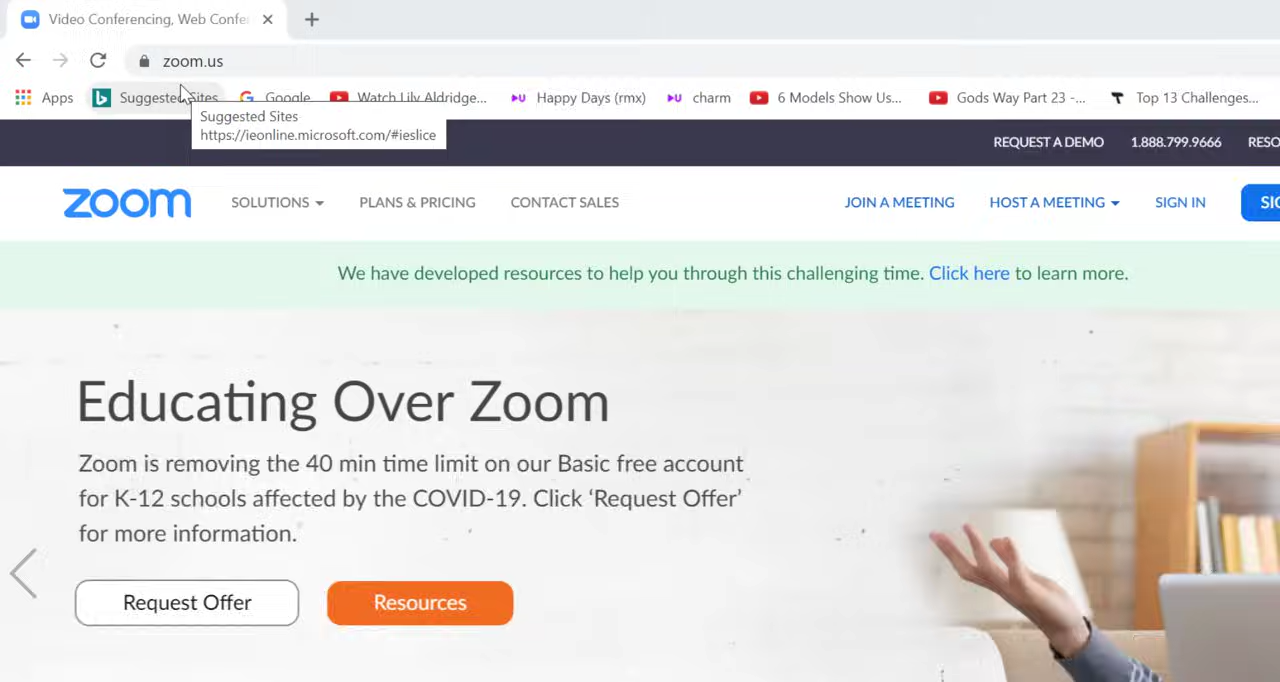 Video Conferencing, Web Confe
zoom.us
Apps Suggested Sites Google Watch Lily Aldridge... Happy Days (rmx) charm 6 Models Show Us... Gods Way Part 23 -... Top 13 Challenges...
Suggested Sites
https://ieonline.microsoft.com/#ieslice
REQUEST A DEMO 1.888.799.9666 RESO
zoom SOLUTIONS PLANS & PRICING CONTACT SALES JOIN A MEETING HOST A MEETING SIGN IN SIG
We have developed resources to help you through this challenging time. Click here to learn more.
Educating Over Zoom
Zoom is removing the 40 min time limit on our Basic free account
for K-12 schools affected by the COVID-19. Click ‘Request Offer’
for more information.
Request Offer Resources